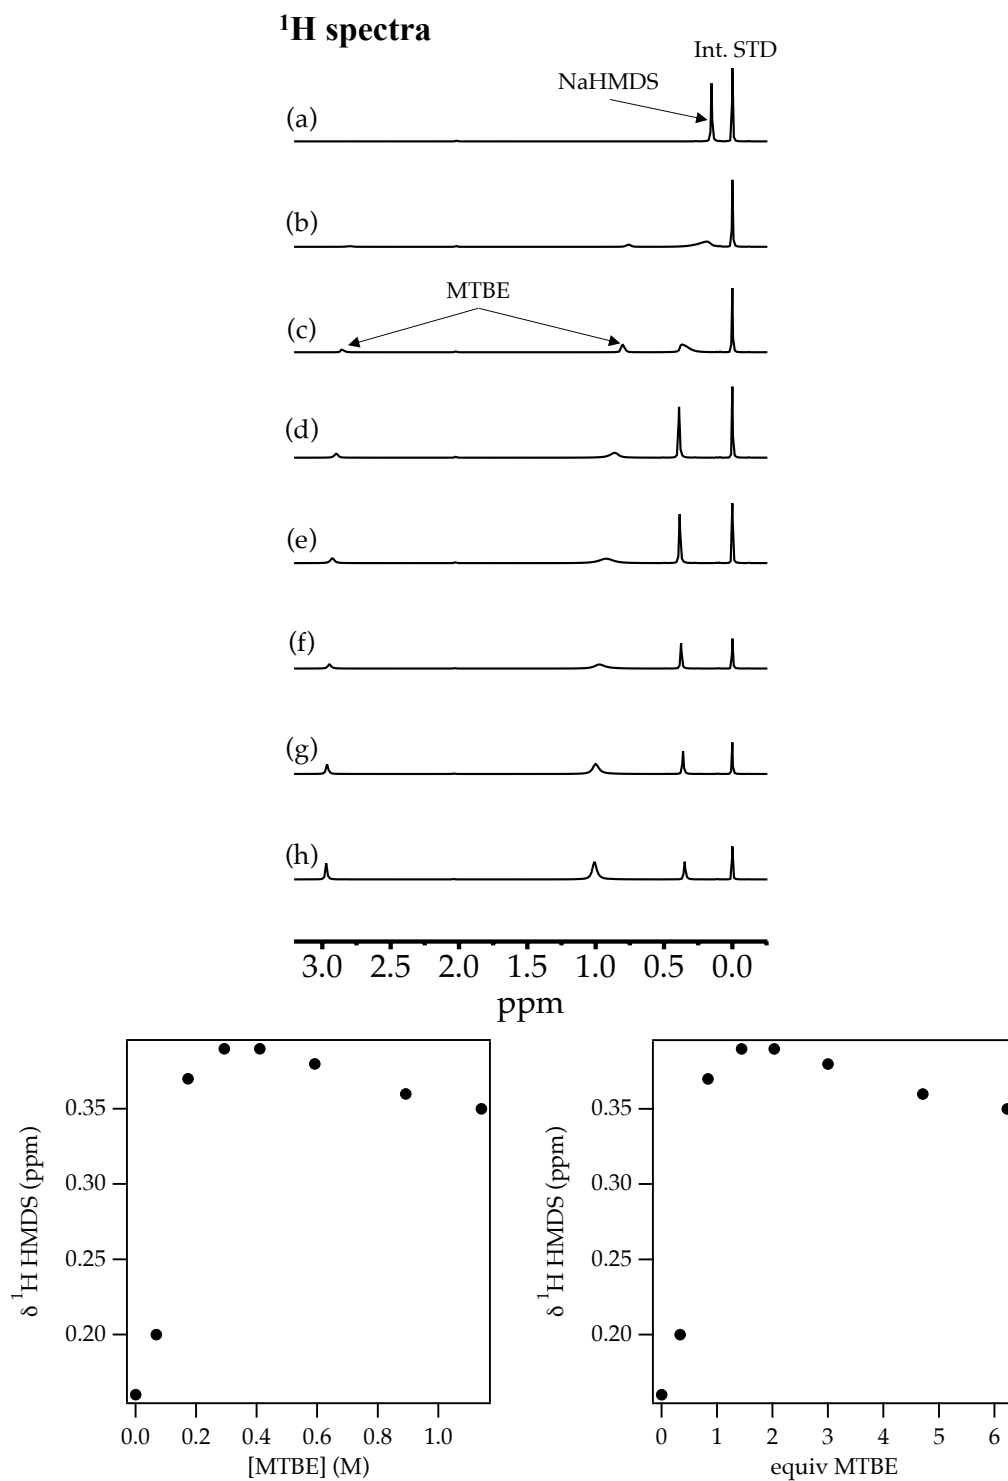 ¹H spectra
Int. STD
NaHMDS
(a)
(b)
MTBE
(c)
(d)
(e)
(f)
(g)
(h)
3.0 2.5 2.0 1.5 1.0 0.5 0.0
ppm
δ ¹H HMDS (ppm)
0.35
0.30
0.25
0.20
0.0 0.2 0.4 0.6 0.8 1.0
[MTBE] (M)
δ ¹H HMDS (ppm)
0.35
0.30
0.25
0.20
0 1 2 3 4 5 6
equiv MTBE